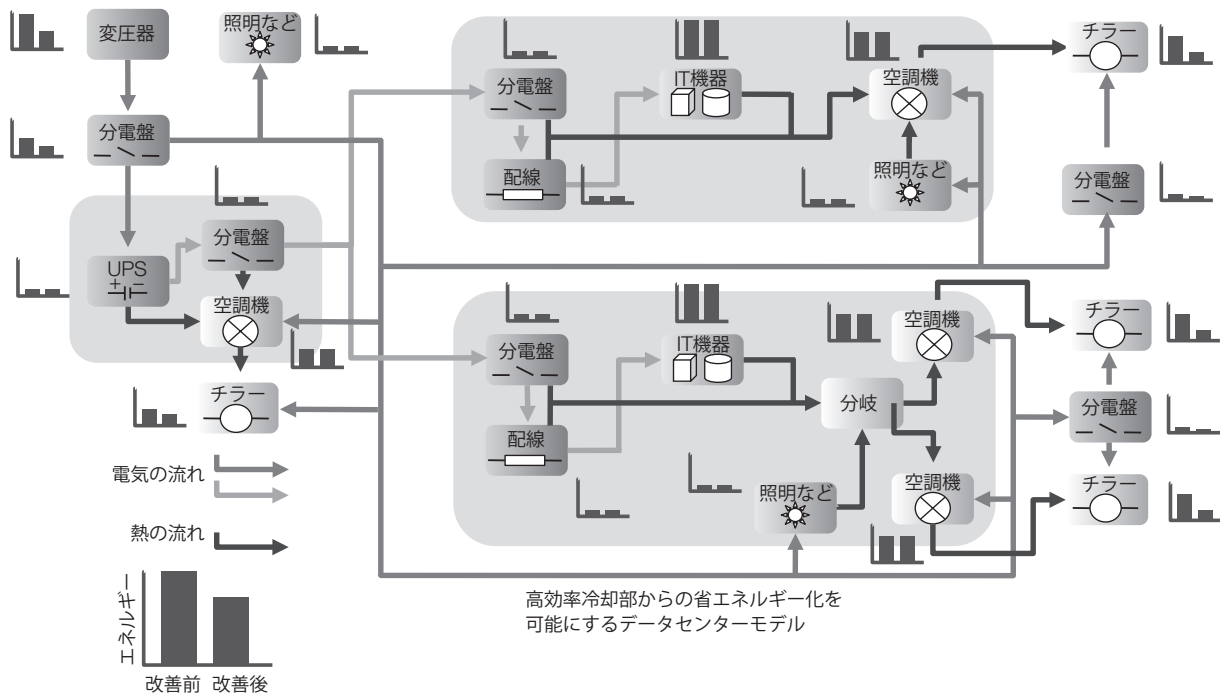 変圧器
照明など
分電盤
分電盤
UPS
空調機
チラー
電気の流れ
熱の流れ
エネルギー
改善前
改善後
分電盤
IT機器
空調機
配線
照明など
チラー
分電盤
分電盤
IT機器
空調機
分岐
配線
照明など
空調機
チラー
分電盤
チラー
高効率冷却部からの省エネルギー化を
可能にするデータセンターモデル